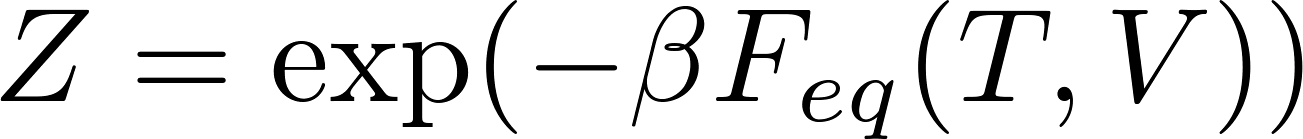 Z = exp(−βF_{eq}(T, V))